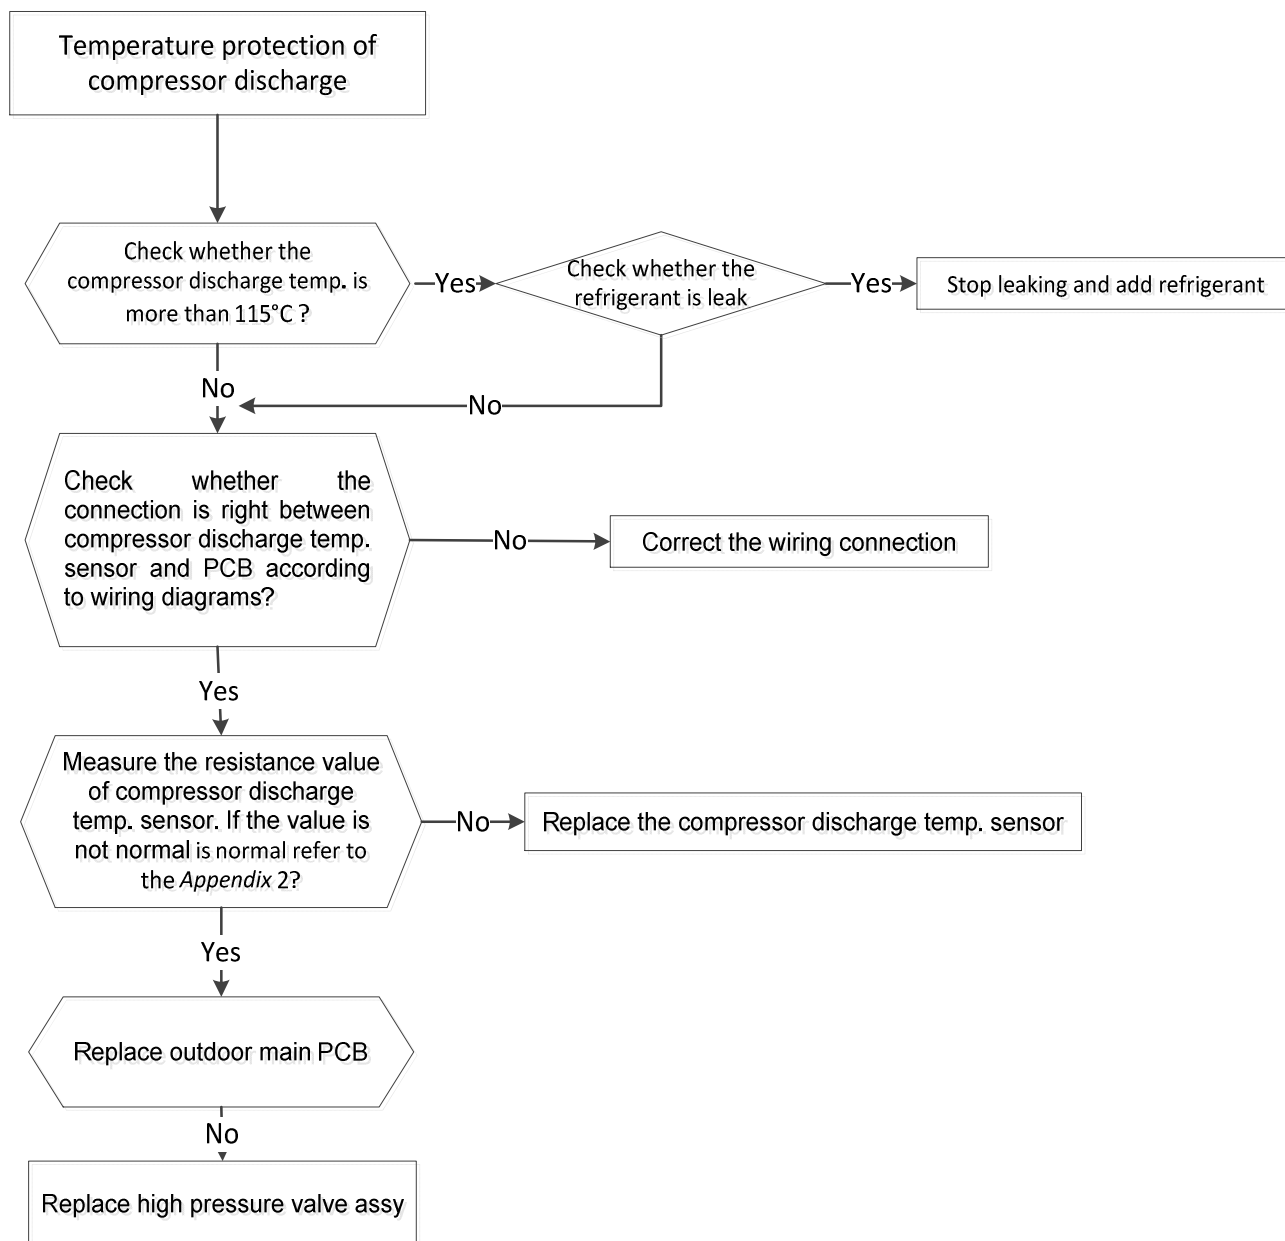 Temperature protection of
compressor discharge
Check whether the
compressor discharge temp. is
more than 115°C ?
Yes
Check whether the
refrigerant is leak
Yes
Stop leaking and add refrigerant
No
No
Check whether the
connection is right between
compressor discharge temp.
sensor and PCB according
to wiring diagrams?
No
Correct the wiring connection
Yes
Measure the resistance value
of compressor discharge
temp. sensor. If the value is
not normal is normal refer to
the Appendix 2?
No
Replace the compressor discharge temp. sensor
Yes
Replace outdoor main PCB
No
Replace high pressure valve assy